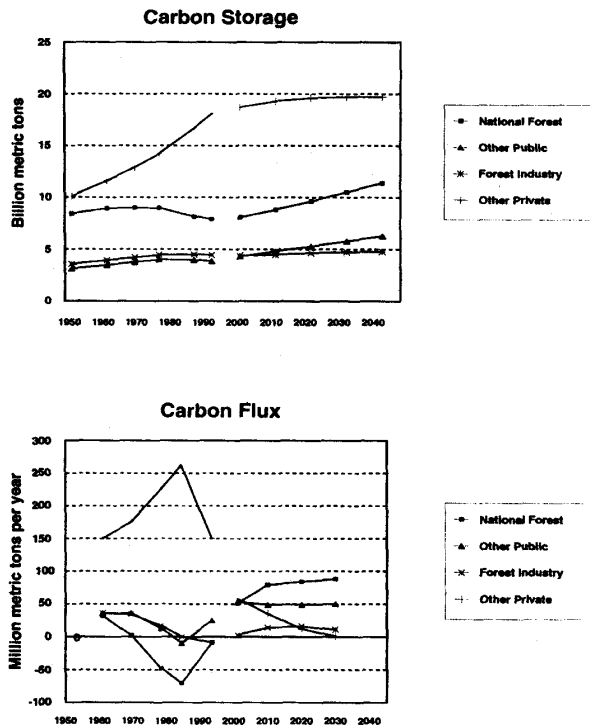 Carbon Storage
Billion metric tons
25
20
15
10
5
0
1950 1960 1970 1980 1990 2000 2010 2020 2030 2040
National Forest
Other Public
Forest Industry
Other Private
Carbon Flux
Million metric tons per year
300
250
200
150
100
50
0
-50
-100
1950 1960 1970 1980 1990 2000 2010 2020 2030 2040
National Forest
Other Public
Forest Industry
Other Private